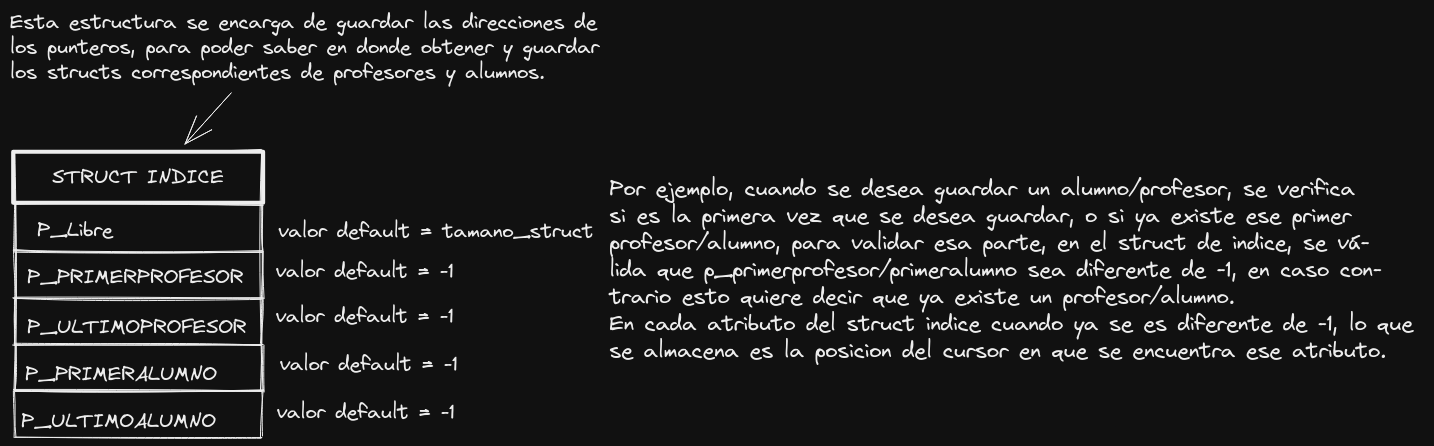 Esta estructura se encarga de guardar las direcciones de
los punteros, para poder saber en donde obtener y guardar
los structs correspondientes de profesores y alumnos.
STRUCT INDICE
P_Libre
valor default = tamano_struct
P_PRIMERPROFESOR
valor default = -1
P_ULTIMOPROFESOR
valor default = -1
P_PRIMERALUMNO
valor default = -1
P_ULTIMOALUMNO
valor default = -1
Por ejemplo, cuando se desea guardar un alumno/profesor, se verifica
si es la primera vez que se desea guardar, o si ya existe ese primer
profesor/alumno, para validar esa parte, en el struct de indice, se vá-
lida que p_primerprofesor/primeralumno sea diferente de -1, en caso con-
trario esto quiere decir que ya existe un profesor/alumno.
En cada atributo del struct indice cuando ya se es diferente de -1, lo que
se almacena es la posicion del cursor en que se encuentra ese atributo.